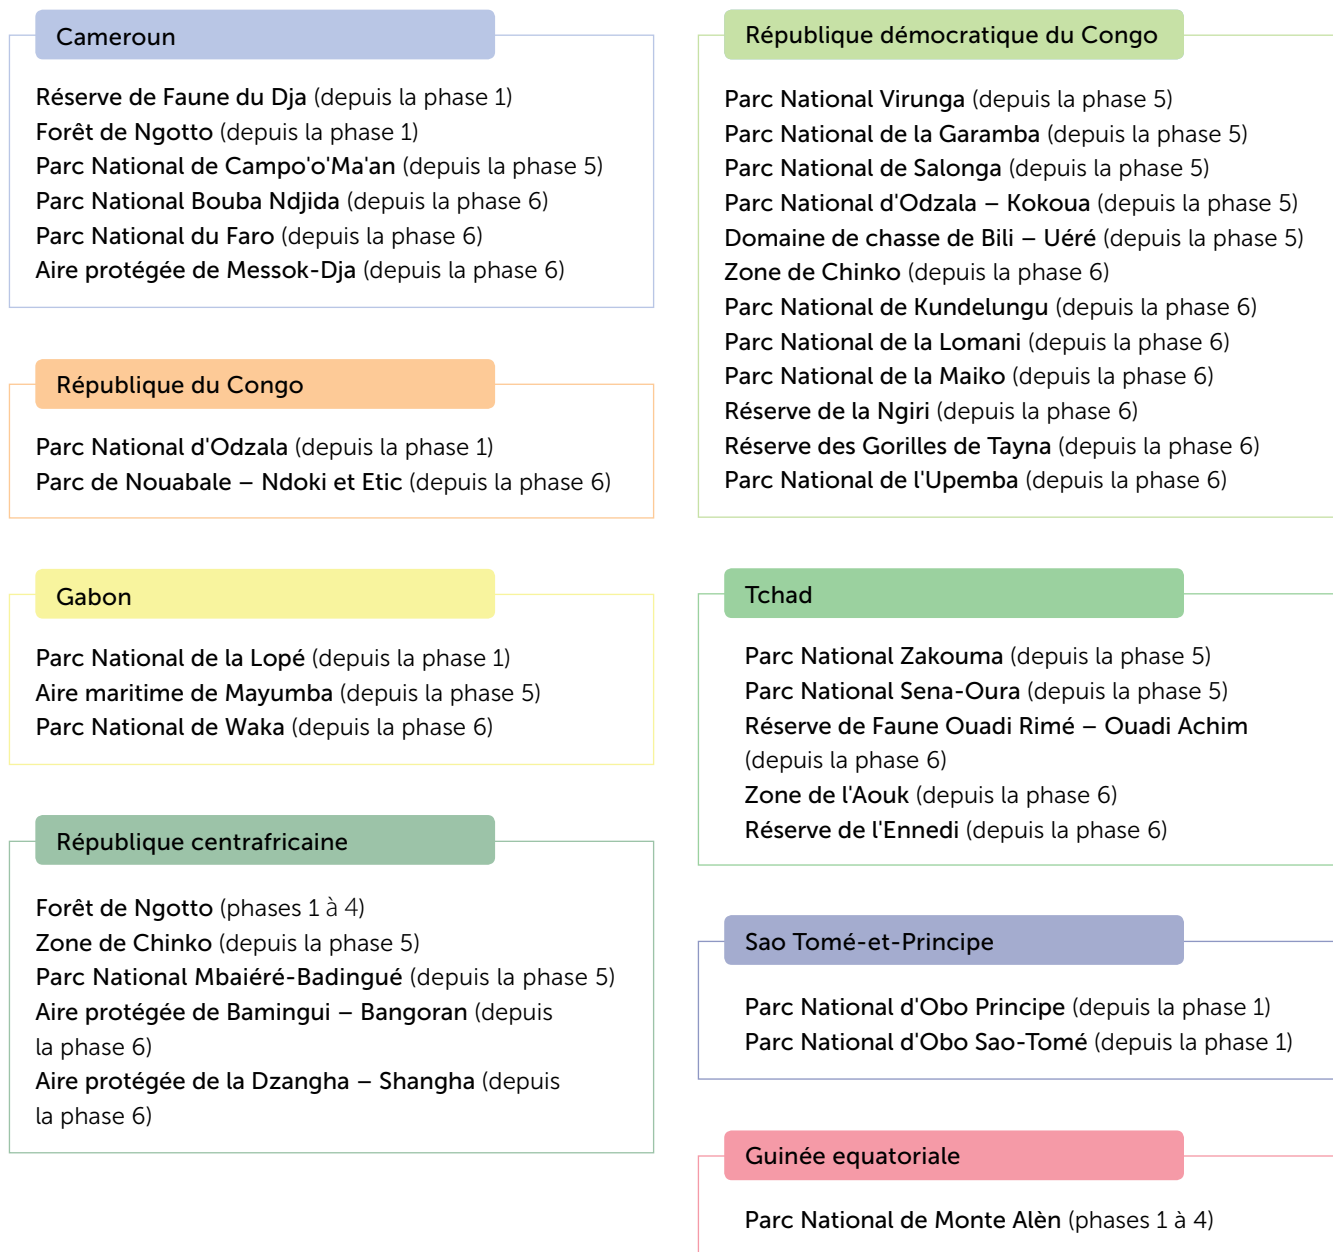 Cameroun
Réserve de Faune du Dja (depuis la phase 1)
Forêt de Ngotto (depuis la phase 1)
Parc National de Campo'o'Ma'an (depuis la phase 5)
Parc National Bouba Ndjida (depuis la phase 6)
Parc National du Faro (depuis la phase 6)
Aire protégée de Messok-Dja (depuis la phase 6)
République du Congo
Parc National d'Odzala (depuis la phase 1)
Parc de Nouabale – Ndoki et Etic (depuis la phase 6)
Gabon
Parc National de la Lopé (depuis la phase 1)
Aire maritime de Mayumba (depuis la phase 5)
Parc National de Waka (depuis la phase 6)
République centrafricaine
Forêt de Ngotto (phases 1 à 4)
Zone de Chinko (depuis la phase 5)
Parc National Mbaiéré-Badingué (depuis la phase 5)
Aire protégée de Bamingui – Bangoran (depuis
la phase 6)
Aire protégée de la Dzangha – Shangha (depuis
la phase 6)
République démocratique du Congo
Parc National Virunga (depuis la phase 5)
Parc National de la Garamba (depuis la phase 5)
Parc National de Salonga (depuis la phase 5)
Parc National d'Odzala – Kokoua (depuis la phase 5)
Domaine de chasse de Bili – Uéré (depuis la phase 5)
Zone de Chinko (depuis la phase 6)
Parc National de Kundelungu (depuis la phase 6)
Parc National de la Lomani (depuis la phase 6)
Parc National de la Maiko (depuis la phase 6)
Réserve de la Ngiri (depuis la phase 6)
Réserve des Gorilles de Tayna (depuis la phase 6)
Parc National de l'Upemba (depuis la phase 6)
Tchad
Parc National Zakouma (depuis la phase 5)
Parc National Sena-Oura (depuis la phase 5)
Réserve de Faune Ouadi Rimé – Ouadi Achim
(depuis la phase 6)
Zone de l'Aouk (depuis la phase 6)
Réserve de l'Ennedi (depuis la phase 6)
Sao Tomé-et-Principe
Parc National d'Obo Principe (depuis la phase 1)
Parc National d'Obo Sao-Tomé (depuis la phase 1)
Guinée equatoriale
Parc National de Monte Alèn (phases 1 à 4)